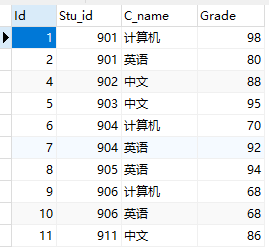 Id Stu_id C_name Grade
1 901 计算机 98
2 901 英语 80
4 902 中文 88
5 903 中文 95
6 904 计算机 70
7 904 英语 92
8 905 英语 94
9 906 计算机 68
10 906 英语 68
11 911 中文 86